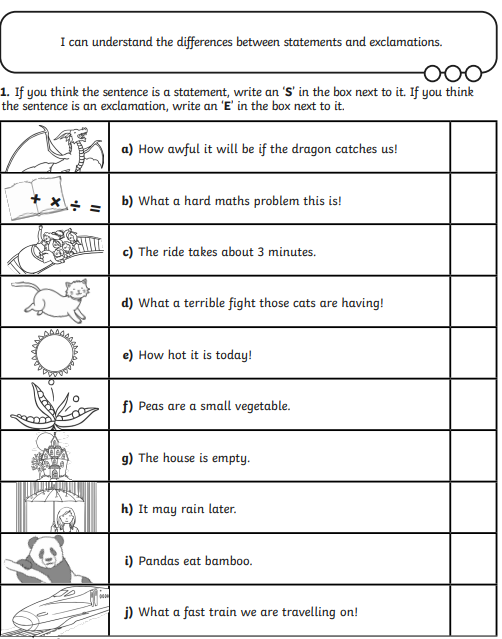 I can understand the differences between statements and exclamations.
1. If you think the sentence is a statement, write an ‘S’ in the box next to it. If you think
the sentence is an exclamation, write an ‘E’ in the box next to it.
a) How awful it will be if the dragon catches us!
+ × ÷ =
b) What a hard maths problem this is!
c) The ride takes about 3 minutes.
d) What a terrible fight those cats are having!
e) How hot it is today!
f) Peas are a small vegetable.
g) The house is empty.
h) It may rain later.
i) Pandas eat bamboo.
j) What a fast train we are travelling on!